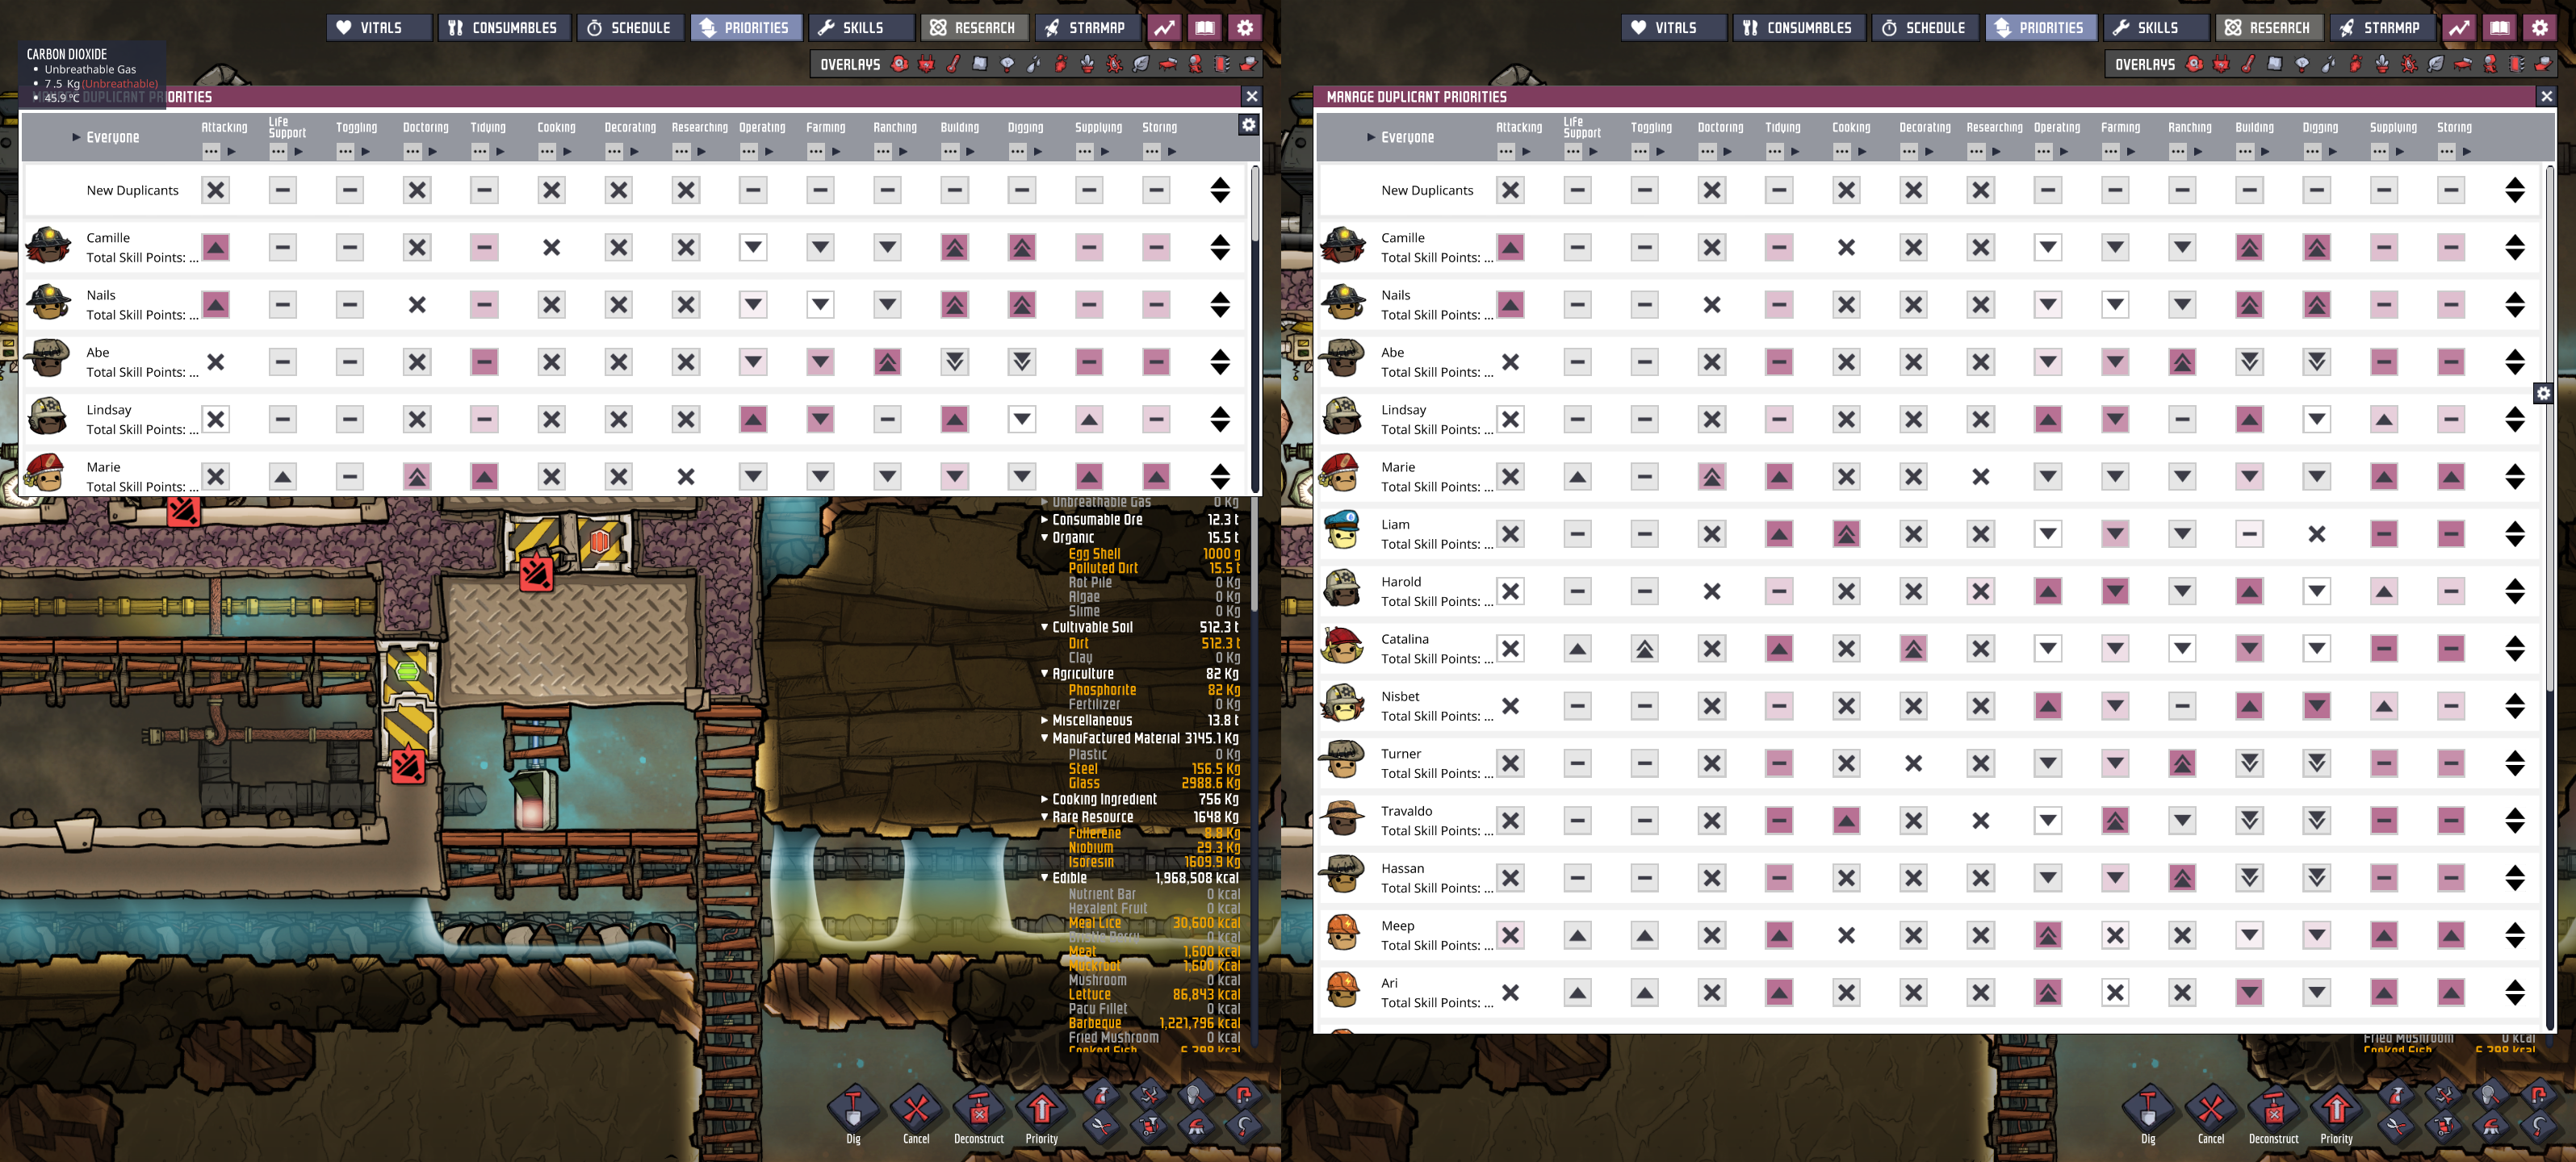 VITALS CONSUMABLES SCHEDULE PRIORITIES SKILLS RESEARCH STARMAP
OVERLAYS
CARBON DIOXIDE
• Unbreathable Gas
• 7.5 Kg (Unbreathable)
• 45.9 °C
MANAGE DUPLICANT PRIORITIES
Everyone
Attacking Life Support Toggling Doctoring Tidying Cooking Decorating Researching Operating Farming Ranching Building Digging Supplying Storing
New Duplicants
Camille
Total Skill Points: ...
Nails
Total Skill Points: ...
Abe
Total Skill Points: ...
Lindsay
Total Skill Points: ...
Marie
Total Skill Points: ...
Unbreathable Gas 0 Kg
Consumable Ore 12.3 t
Organic 15.5 t
Egg Shell 1000 g
Polluted Dirt 15.5 t
Rot Pile 0 Kg
Algae 0 Kg
Slime 0 Kg
Cultivable Soil 512.3 t
Dirt 512.3 t
Clay 0 Kg
Agriculture 82 Kg
Phosphorite 82 Kg
Fertilizer 0 Kg
Miscellaneous 13.8 t
Manufactured Material 3145.1 Kg
Plastic 0 Kg
Steel 156.5 Kg
Glass 2988.6 Kg
Cooking Ingredient 756 Kg
Rare Resource 1648 Kg
Fullerene 8.8 Kg
Niobium 29.3 Kg
Isoresin 1609.9 Kg
Edible 1,968,508 kcal
Nutrient Bar 0 kcal
Hexalent Fruit 0 kcal
Meal Lice 30,600 kcal
0 kcal
Meat 1,600 kcal
Muckroot 1,600 kcal
Mushroom 0 kcal
Lettuce 86,843 kcal
Pacu Fillet 0 kcal
Barbeque 1,221,796 kcal
Fried Mushroom 0 kcal
Cooked Fish
Dig Cancel Deconstruct Priority
VITALS CONSUMABLES SCHEDULE PRIORITIES SKILLS RESEARCH STARMAP
OVERLAYS
MANAGE DUPLICANT PRIORITIES
Everyone
Attacking Life Support Toggling Doctoring Tidying Cooking Decorating Researching Operating Farming Ranching Building Digging Supplying Storing
New Duplicants
Camille
Total Skill Points: ...
Nails
Total Skill Points: ...
Abe
Total Skill Points: ...
Lindsay
Total Skill Points: ...
Marie
Total Skill Points: ...
Liam
Total Skill Points: ...
Harold
Total Skill Points: ...
Catalina
Total Skill Points: ...
Nisbet
Total Skill Points: ...
Turner
Total Skill Points: ...
Travaldo
Total Skill Points: ...
Hassan
Total Skill Points: ...
Meep
Total Skill Points: ...
Ari
Total Skill Points: ...
Fried Mushroom 0 kcal
Cooked Fish
Dig Cancel Deconstruct Priority